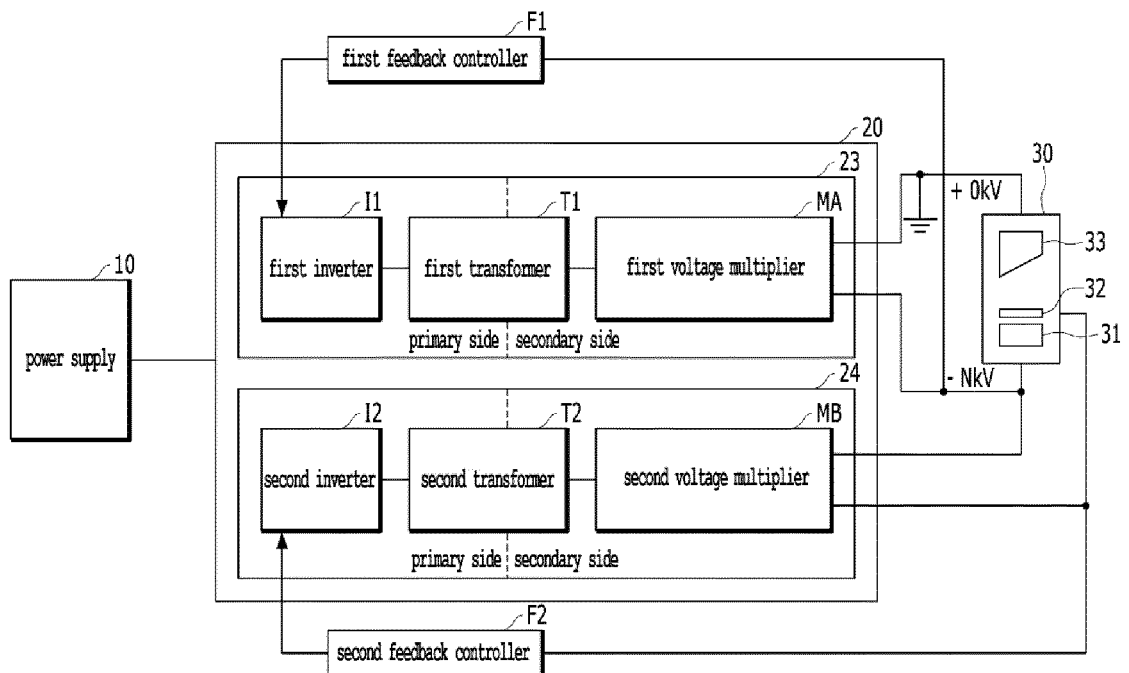 F1
first feedback controller
20
23
30
+ 0kV
I1
T1
MA
33
10
first inverter
first transformer
first voltage multiplier
32
power supply
primary side
secondary side
31
- NkV
24
I2
T2
MB
second inverter
second transformer
second voltage multiplier
primary side
secondary side
F2
second feedback controller